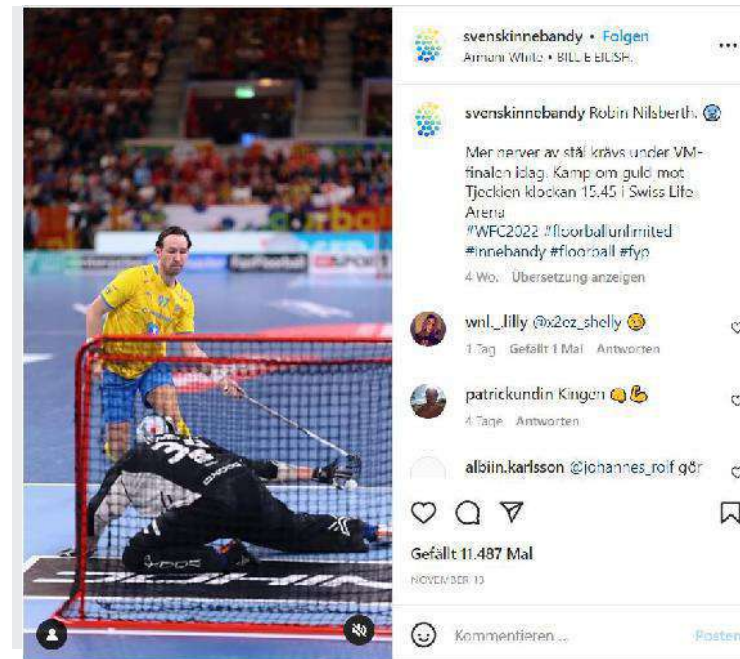 svenskinnebandy • Folgen
Armani White • BILLIE EILISH.
svenskinnebandy Robin Nilsberth.
Mer nerver av stål krävs under VM-
finalen idag. Kamp om guld mot
Tjeckien klockan 15.45 i Swiss Life
Arena
#WFC2022 #floorballunlimited
#innebandy #floorball #fyp
4 Wo. Übersetzung anzeigen
wnl._.lilly @x2ez_shelly
1 Tag Gefällt 1 Mal Antworten
patrickundin Kingen
4 Tage Antworten
albiin.karlsson @johannes_rolf gör
Gefällt 11.487 Mal
NOVEMBER 13
Kommentieren ...
Posten